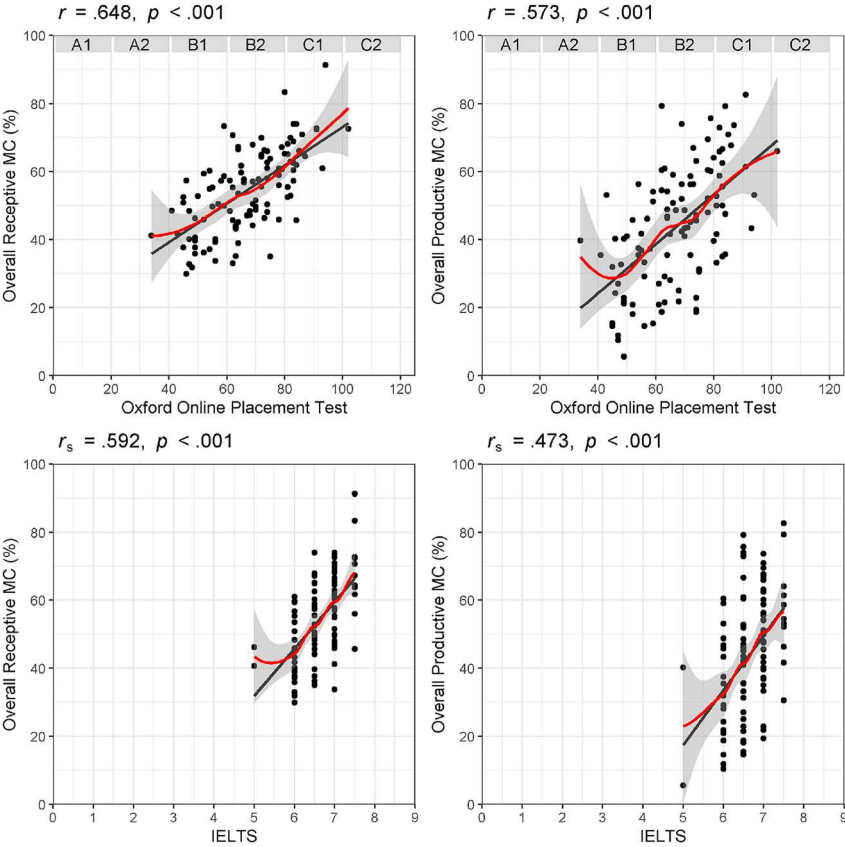 r = .648, p < .001
A1 A2 B1 B2 C1 C2
100
80
60
40
20
0
Overall Receptive MC (%)
0 20 40 60 80 100 120
Oxford Online Placement Test
r = .573, p < .001
A1 A2 B1 B2 C1 C2
100
80
60
40
20
0
Overall Productive MC (%)
0 20 40 60 80 100 120
Oxford Online Placement Test
rs = .592, p < .001
100
80
60
40
20
0
Overall Receptive MC (%)
0 1 2 3 4 5 6 7 8 9
IELTS
rs = .473, p < .001
100
80
60
40
20
0
Overall Productive MC (%)
0 1 2 3 4 5 6 7 8 9
IELTS